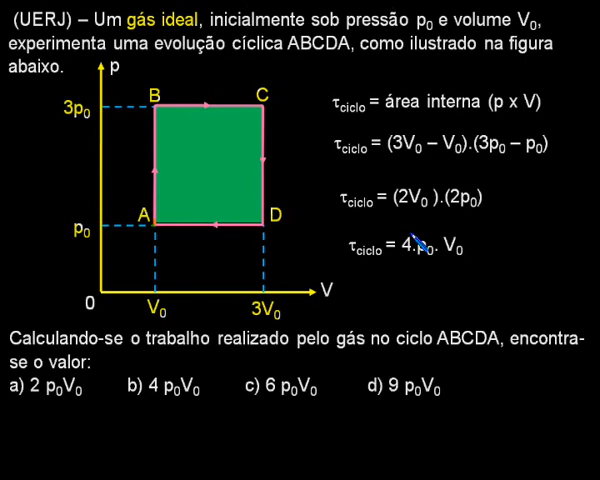 (UERJ) – Um gás ideal, inicialmente sob pressão p₀ e volume V₀,
experimenta uma evolução cíclica ABCDA, como ilustrado na figura
abaixo.
p
B C
3p₀
A D
p₀
0 V₀ 3V₀ V
τciclo = área interna (p x V)
τciclo = (3V₀ – V₀).(3p₀ – p₀)
τciclo = (2V₀ ).(2p₀)
τciclo = 4.p₀. V₀
Calculando-se o trabalho realizado pelo gás no ciclo ABCDA, encontra-
se o valor:
a) 2 p₀V₀ b) 4 p₀V₀ c) 6 p₀V₀ d) 9 p₀V₀